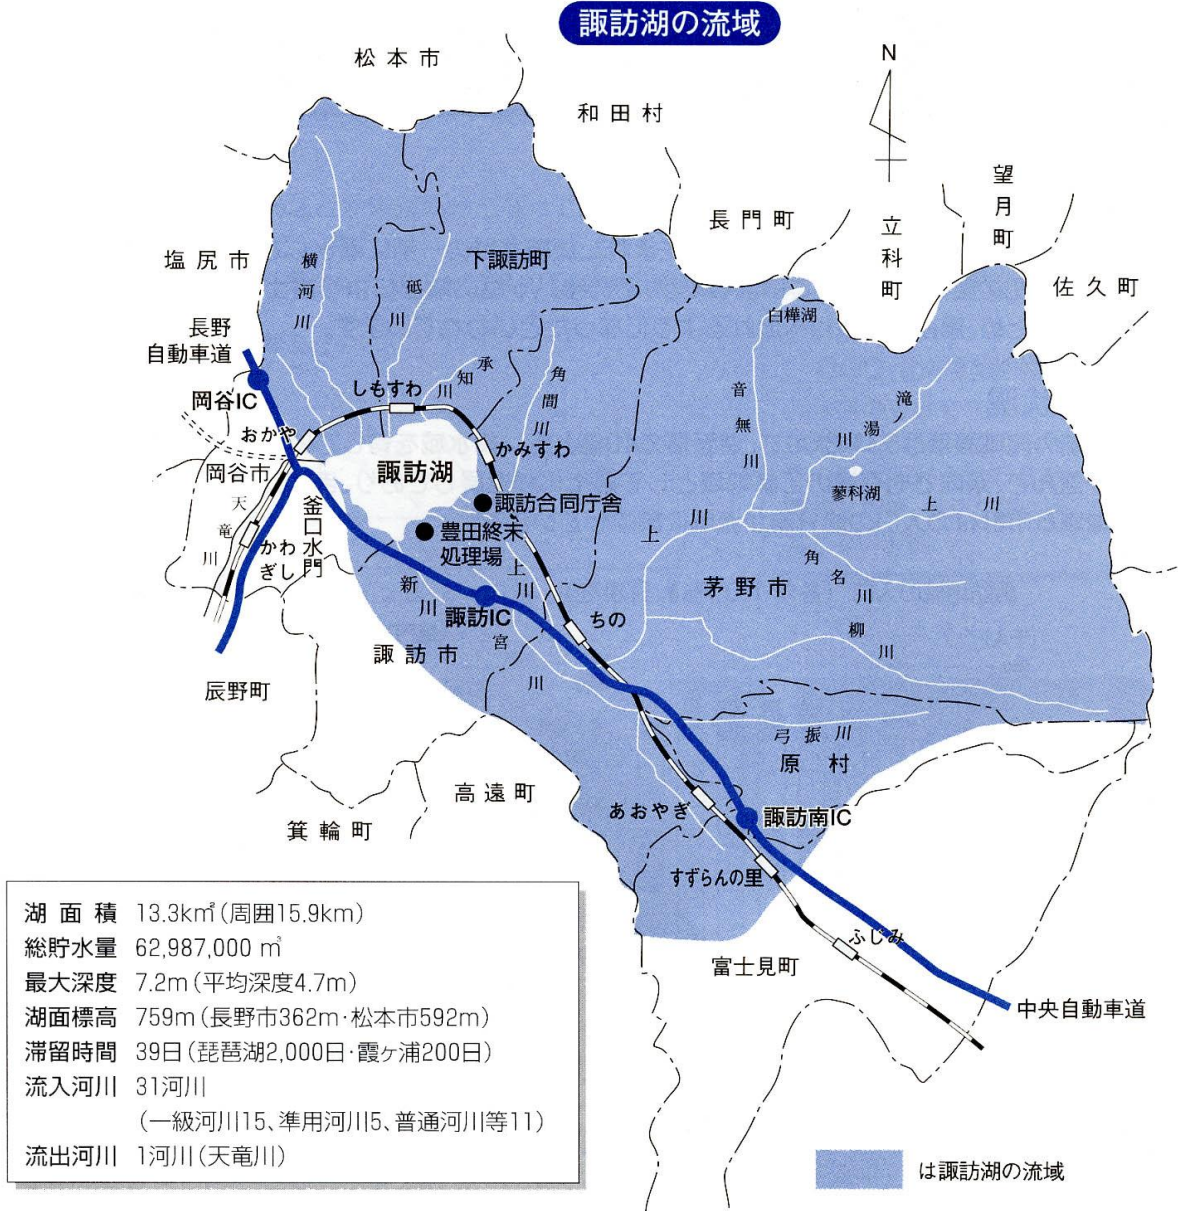 諏訪湖の流域
松本市
和田村
N
望月町
長門町
立科町
佐久町
塩尻市
横河川
砥川
下諏訪町
白樺湖
長野
自動車道
岡谷IC
しもすわ
承知川
角間川
音無川
滝湯川
おかや
かみすわ
岡谷市
諏訪湖
蓼科湖
諏訪合同庁舎
上川
上川
天竜川
釜口水門
豊田終末
処理場
かわ
ぎし
新川
上川
角名川
茅野市
諏訪IC
ちの
柳川
諏訪市
宮川
辰野町
弓振川
原村
高遠町
箕輪町
あおやぎ
諏訪南IC
すずらんの里
ふじみ
富士見町
中央自動車道
湖面積 13.3km²(周囲15.9km)
総貯水量 62,987,000 m²
最大深度 7.2m(平均深度4.7m)
湖面標高 759m(長野市362m・松本市592m)
滞留時間 39日(琵琶湖2,000日・霞ヶ浦200日)
流入河川 31河川
(一級河川15、準用河川5、普通河川等11)
流出河川 1河川(天竜川)
は諏訪湖の流域